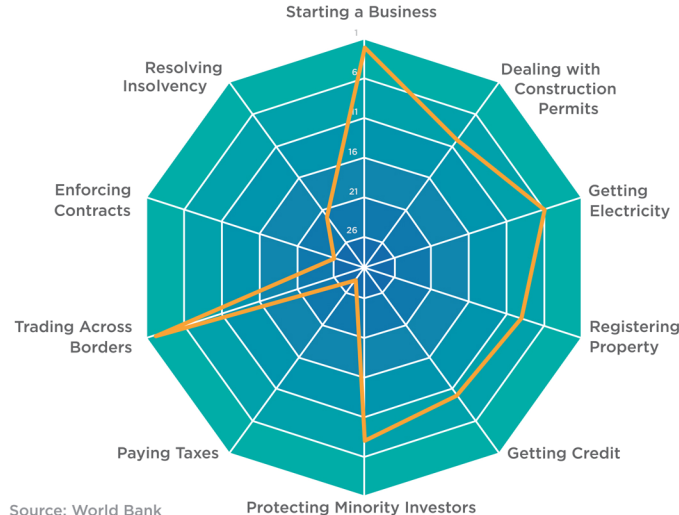 Starting a Business
1
Resolving
Insolvency
Dealing with
Construction
Permits
6
11
16
Enforcing
Contracts
Getting
Electricity
21
26
Trading Across
Borders
Registering
Property
Paying Taxes
Getting Credit
Source: World Bank
Protecting Minority Investors